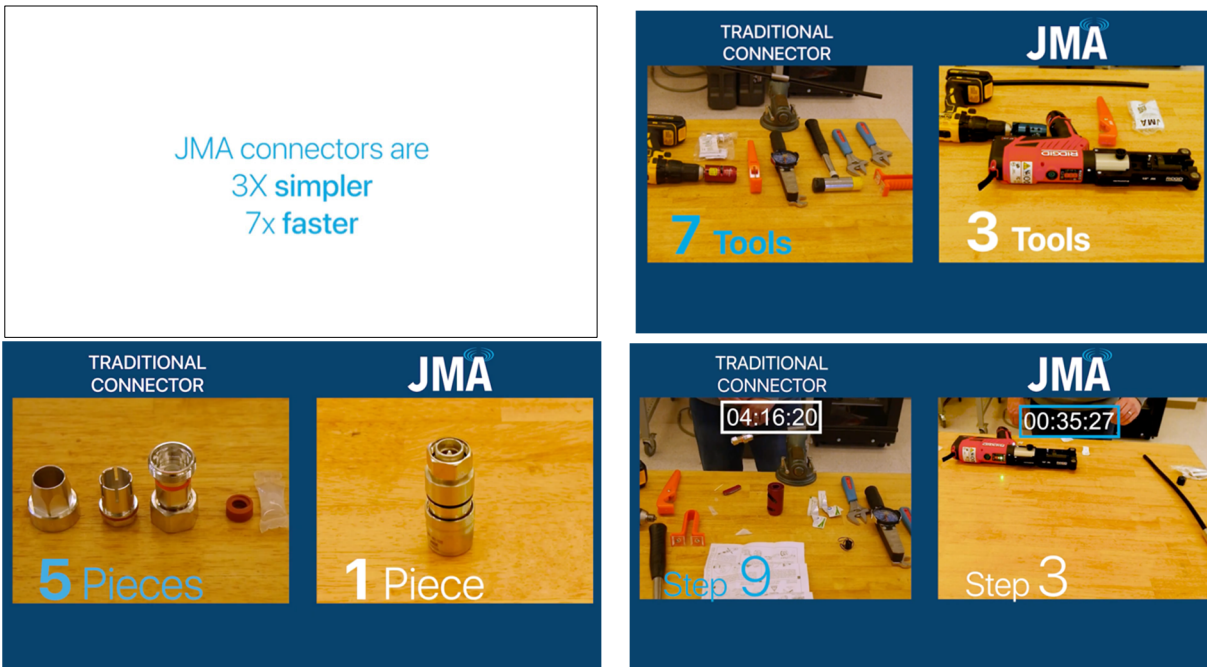 JMA connectors are
3X simpler
7x faster
TRADITIONAL
CONNECTOR
7 Tools
JMA
RIDGID
3 Tools
TRADITIONAL
CONNECTOR
5 Pieces
JMA
1 Piece
TRADITIONAL
CONNECTOR
04:16:20
Step 9
JMA
00:35:27
Step 3